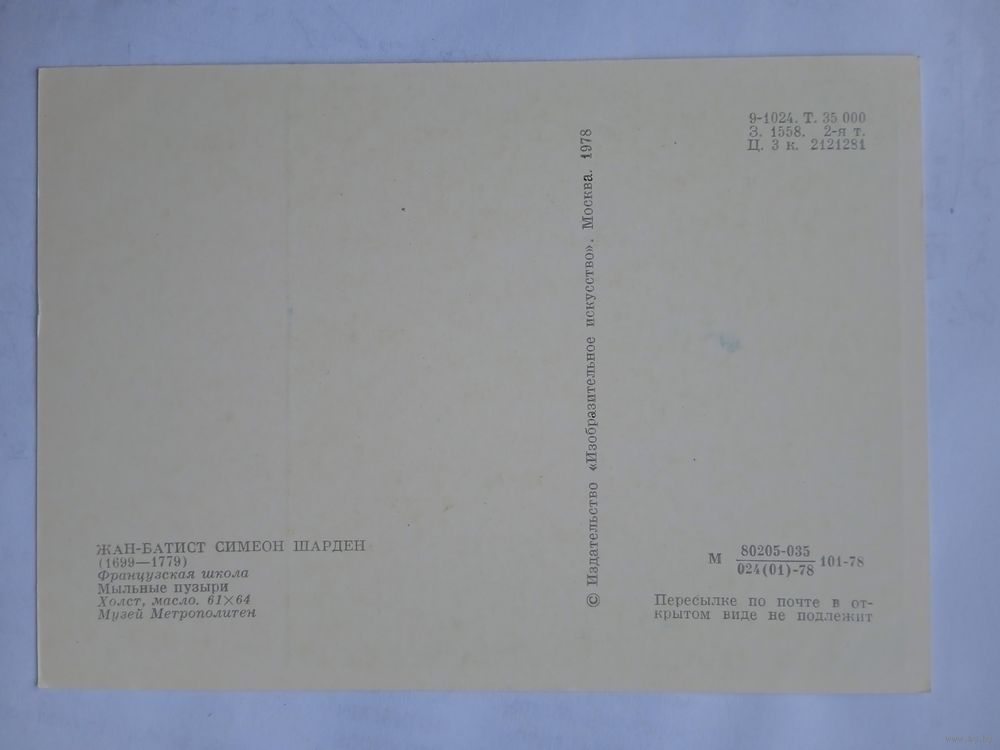 9-1024. Т. 35 000
З. 1558. 2-я т.
Ц. 3 к. 2121281
© Издательство «Изобразительное искусство». Москва. 1978
ЖАН-БАТИСТ СИМЕОН ШАРДЕН
(1699—1779)
Французская школа
Мыльные пузыри
Холст, масло. 61×64
Музей Метрополитен
М 80205-035
024(01)-78 101-78
Пересылке по почте в от-
крытом виде не подлежит